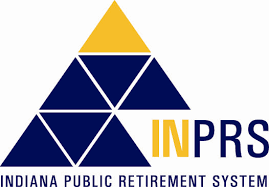 INPRS
INDIANA PUBLIC RETIREMENT SYSTEM